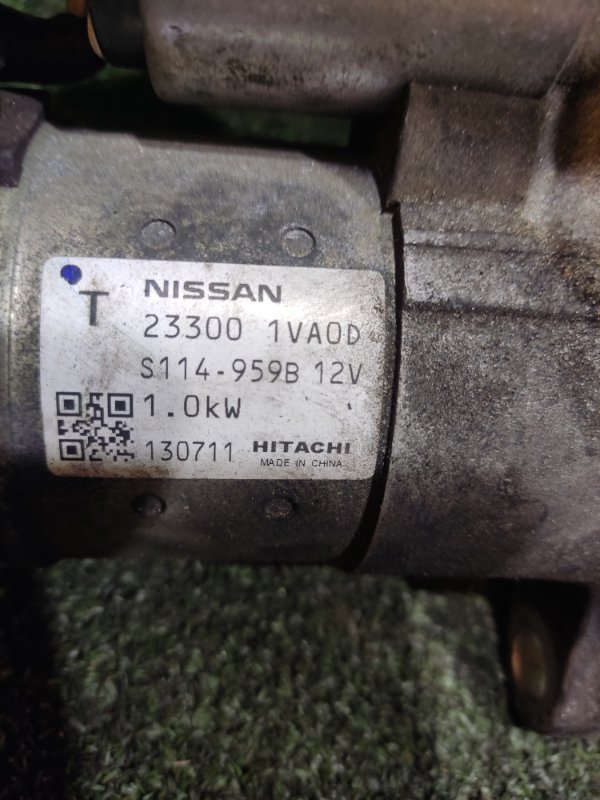 T NISSAN
23300 1VA0D
S114-959B 12V
1.0kW
130711 HITACHI
MADE IN CHINA